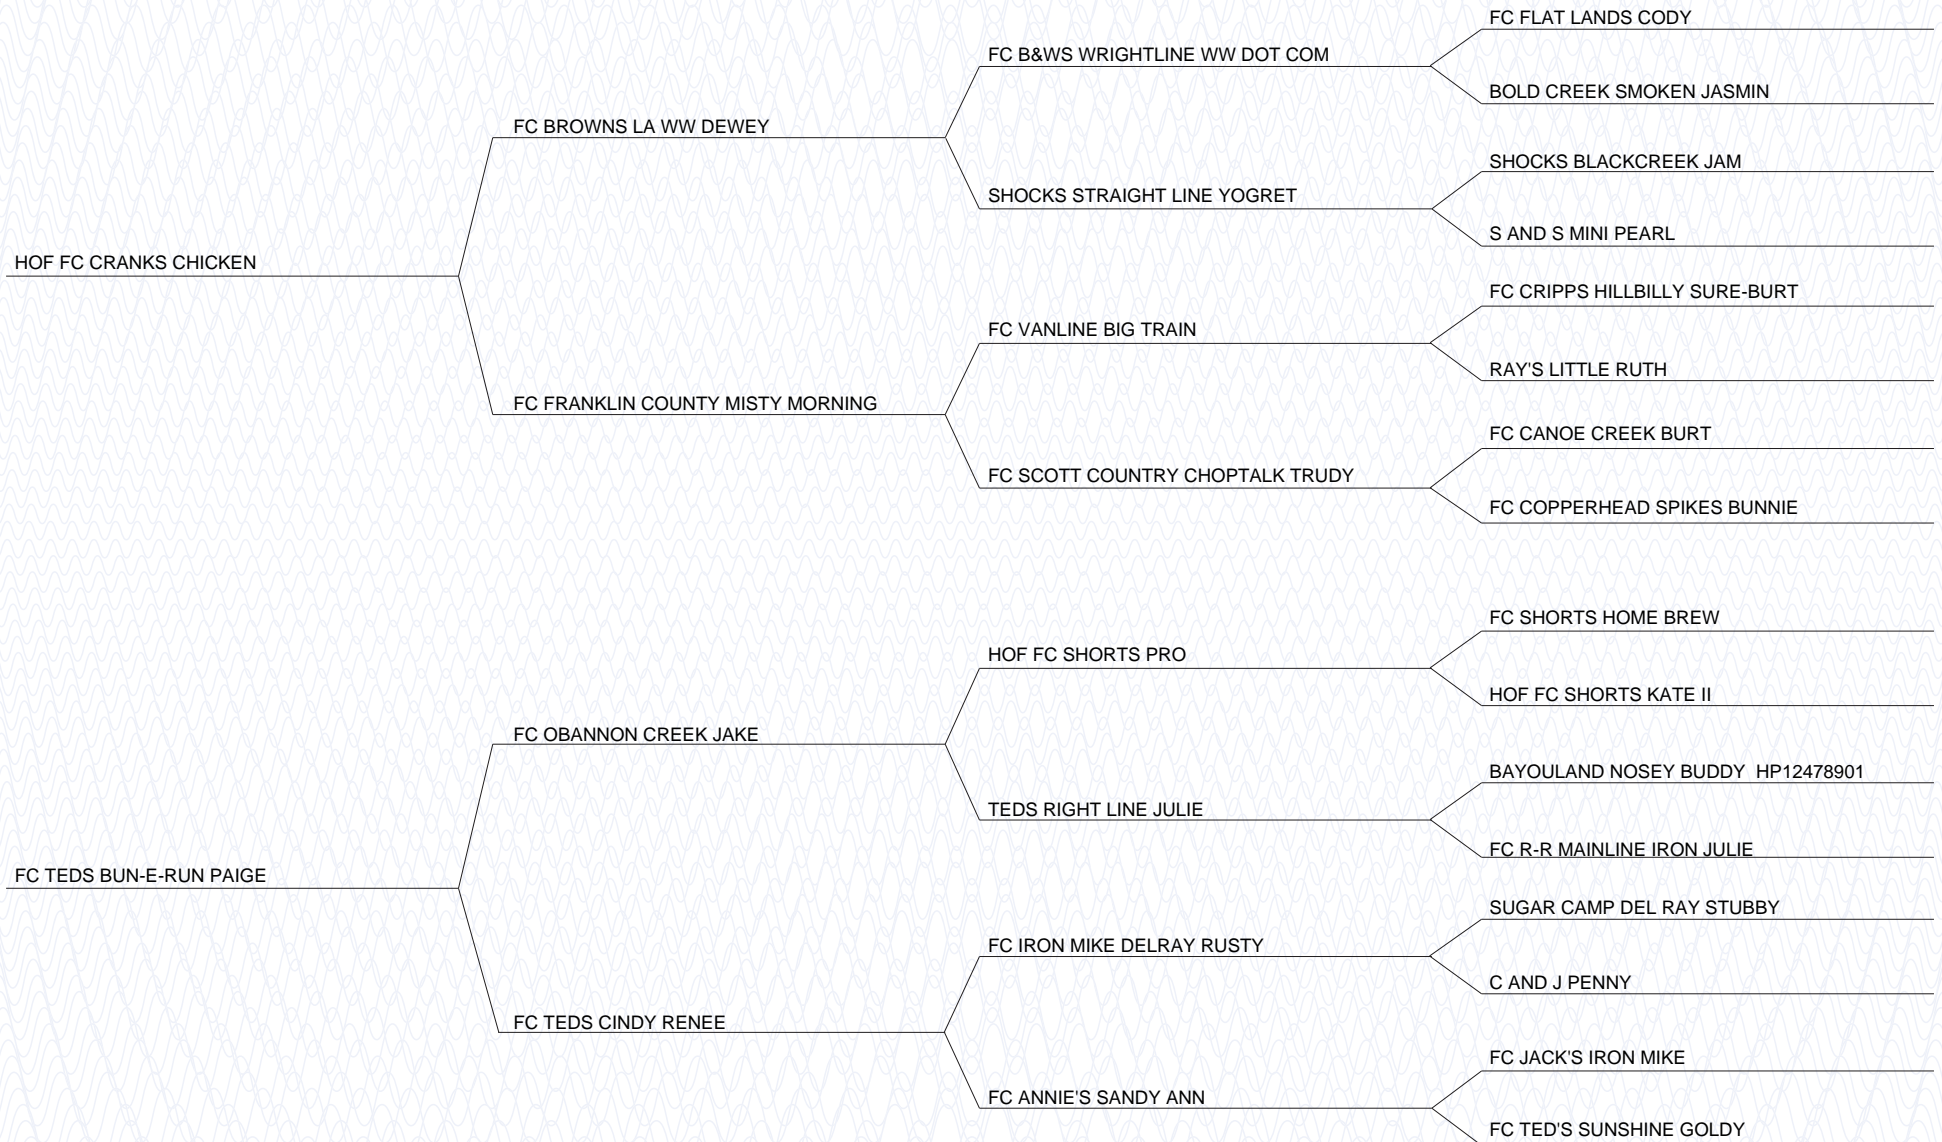 FC FLAT LANDS CODY
FC B&WS WRIGHTLINE WW DOT COM
BOLD CREEK SMOKEN JASMIN
FC BROWNS LA WW DEWEY
SHOCKS BLACKCREEK JAM
SHOCKS STRAIGHT LINE YOGRET
S AND S MINI PEARL
HOF FC CRANKS CHICKEN
FC CRIPPS HILLBILLY SURE-BURT
FC VANLINE BIG TRAIN
RAY'S LITTLE RUTH
FC FRANKLIN COUNTY MISTY MORNING
FC CANOE CREEK BURT
FC SCOTT COUNTRY CHOPTALK TRUDY
FC COPPERHEAD SPIKES BUNNIE
FC SHORTS HOME BREW
HOF FC SHORTS PRO
HOF FC SHORTS KATE II
FC OBANNON CREEK JAKE
BAYOULAND NOSEY BUDDY  HP12478901
TEDS RIGHT LINE JULIE
FC R-R MAINLINE IRON JULIE
FC TEDS BUN-E-RUN PAIGE
SUGAR CAMP DEL RAY STUBBY
FC IRON MIKE DELRAY RUSTY
C AND J PENNY
FC TEDS CINDY RENEE
FC JACK'S IRON MIKE
FC ANNIE'S SANDY ANN
FC TED'S SUNSHINE GOLDY